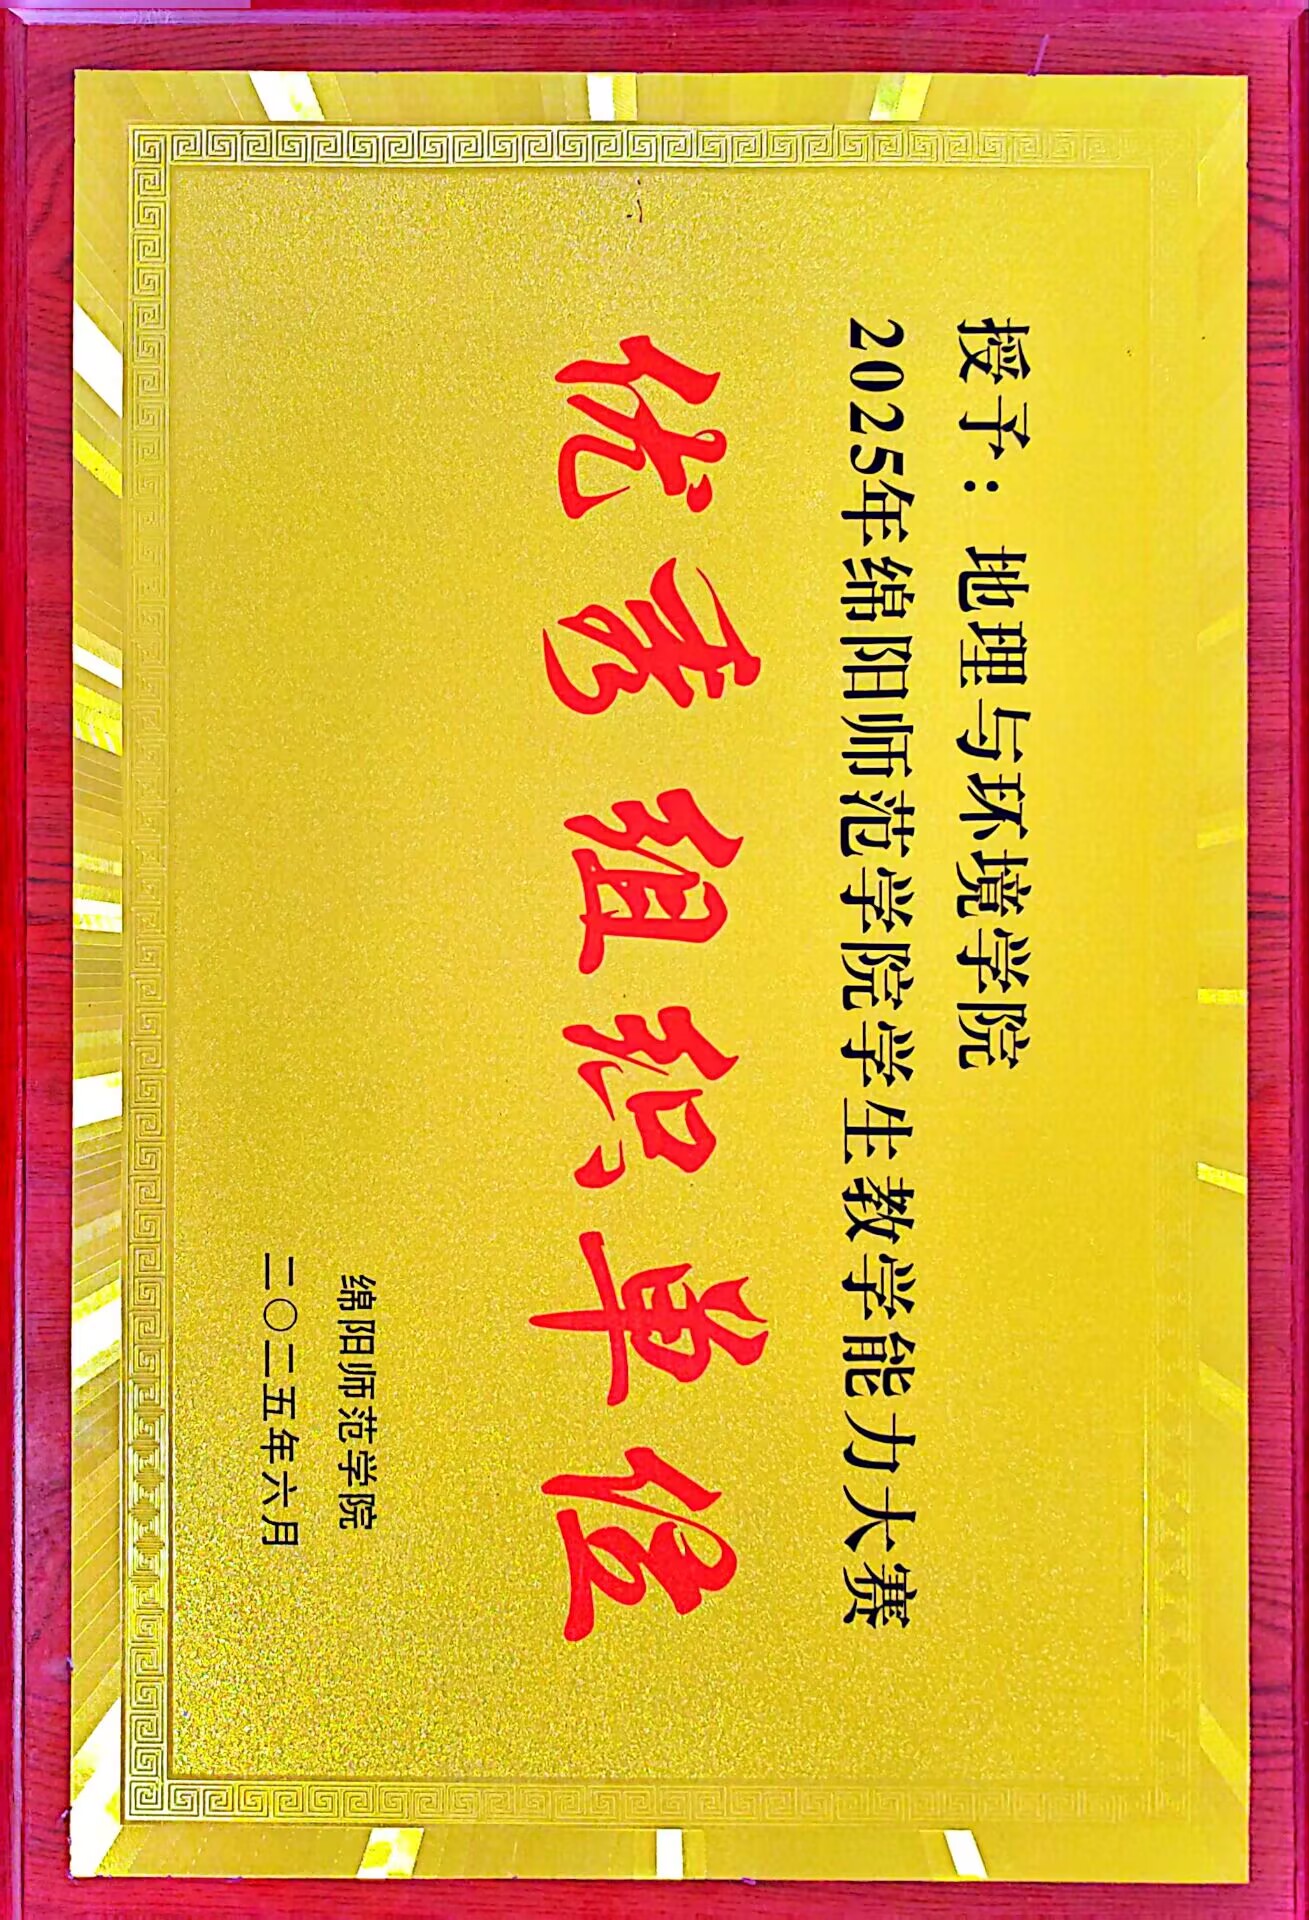 授予：地理与环境学院
2025年绵阳师范学院学生教学能力大赛
优秀组织单位
绵阳师范学院
二〇二五年六月